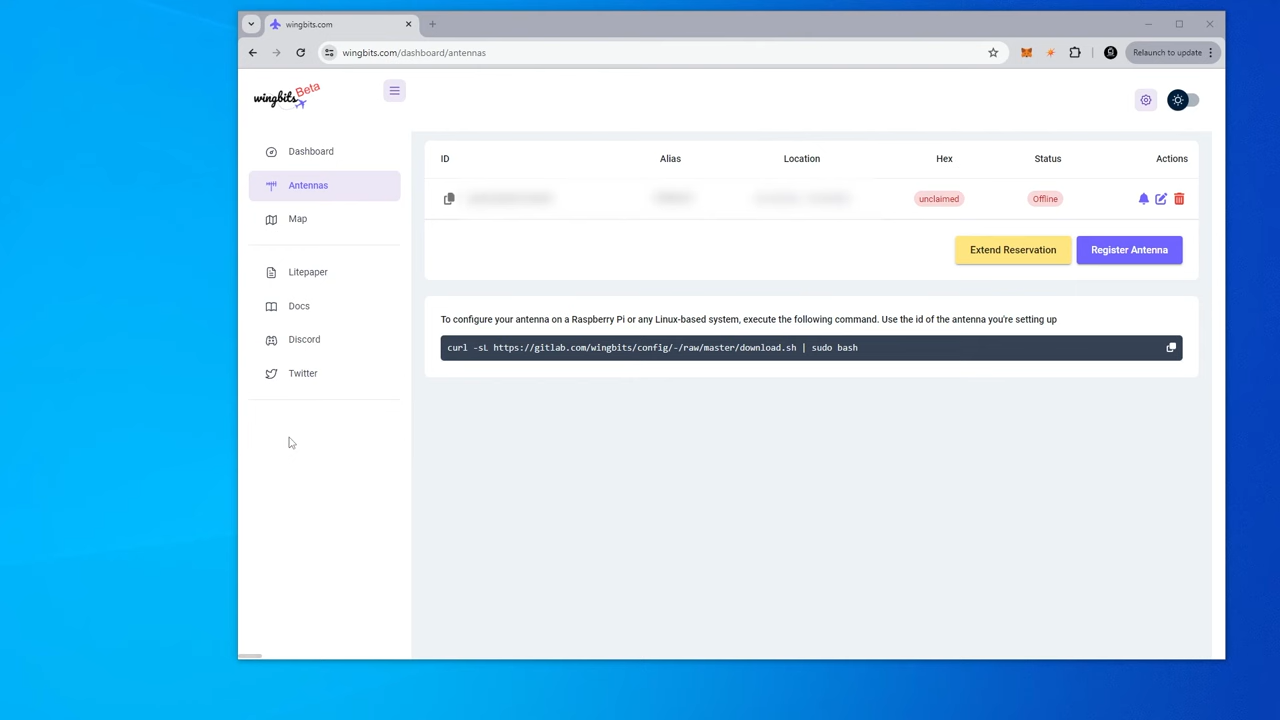 wingbits.com
wingbits.com/dashboard/antennas
Relaunch to update
wingbits Beta
Dashboard
Antennas
Map
Litepaper
Docs
Discord
Twitter
ID Alias Location Hex Status Actions
unclaimed Offline
Extend Reservation Register Antenna
To configure your antenna on a Raspberry Pi or any Linux-based system, execute the following command. Use the id of the antenna you're setting up
curl -sL https://gitlab.com/wingbits/config/-/raw/master/download.sh | sudo bash